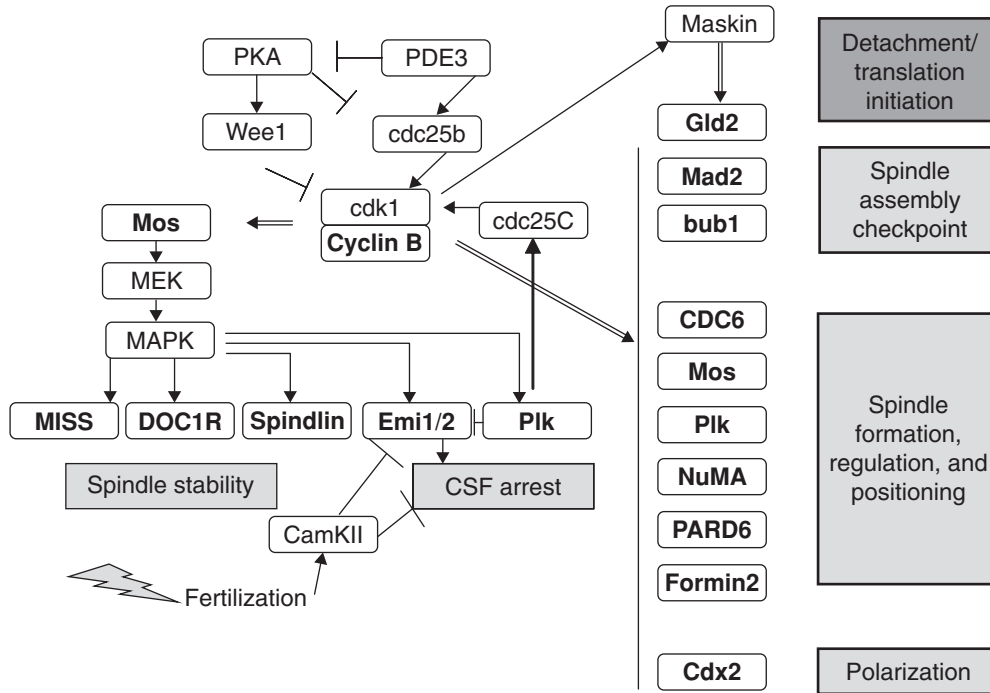 Maskin
Detachment/
translation
initiation
PKA
PDE3
Wee1
cdc25b
Gld2
Mad2
bub1
Spindle
assembly
checkpoint
cdk1
Cyclin B
cdc25C
Mos
MEK
MAPK
MISS
DOC1R
Spindlin
Emi1/2
Plk
Spindle stability
CSF arrest
CamKII
Fertilization
CDC6
Mos
Plk
NuMA
PARD6
Formin2
Spindle
formation,
regulation, and
positioning
Cdx2
Polarization